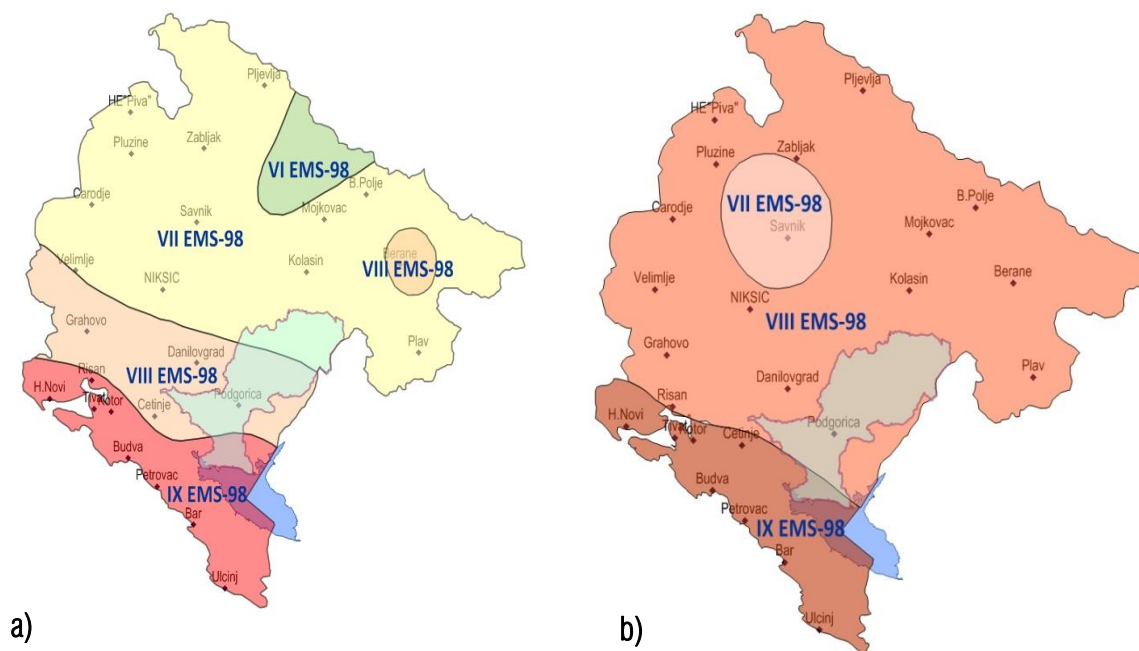 Pljevlja
HE"Piva"
Pluzine
Zabljak
VI EMS-98
B.Polje
Carodje
Savnik
Mojkovac
VII EMS-98
Berane
VIII EMS-98
Velimlje
NIKSIC
Kolasin
Grahovo
Danilovgrad
Plav
VIII EMS-98
Risan
H.Novi
Tivat
Kotor
Cetinje
Podgorica
Budva
Petrovac
IX EMS-98
Bar
Ulcinj
a)
Pljevlja
HE"Piva"
Pluzine
Zabljak
VII EMS-98
B.Polje
Carodje
Savnik
Mojkovac
Velimlje
NIKSIC
Kolasin
Berane
VIII EMS-98
Grahovo
Danilovgrad
Plav
Risan
H.Novi
Tivat
Kotor
Cetinje
Podgorica
Budva
Petrovac
IX EMS-98
Bar
Ulcinj
b)